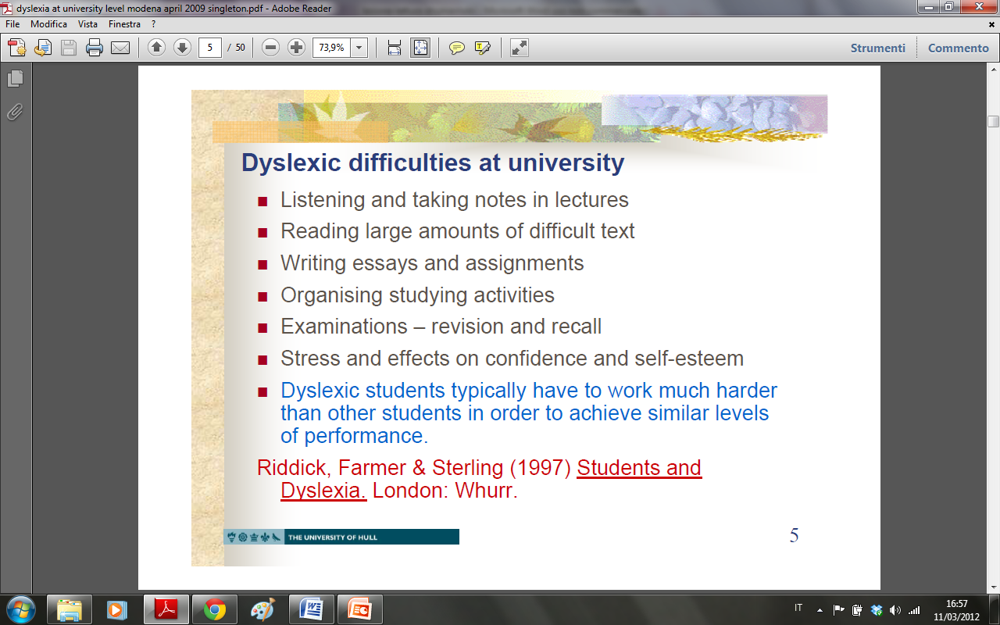 dyslexia at university level modena april 2009 singleton.pdf - Adobe Reader
File Modifica Vista Finestra ?
5 / 50 73,9% Strumenti Commento
Dyslexic difficulties at university
Listening and taking notes in lectures
Reading large amounts of difficult text
Writing essays and assignments
Organising studying activities
Examinations – revision and recall
Stress and effects on confidence and self-esteem
Dyslexic students typically have to work much harder
than other students in order to achieve similar levels
of performance.
Riddick, Farmer & Sterling (1997) Students and
Dyslexia. London: Whurr.
THE UNIVERSITY OF HULL
5
IT
16:57
11/03/2012